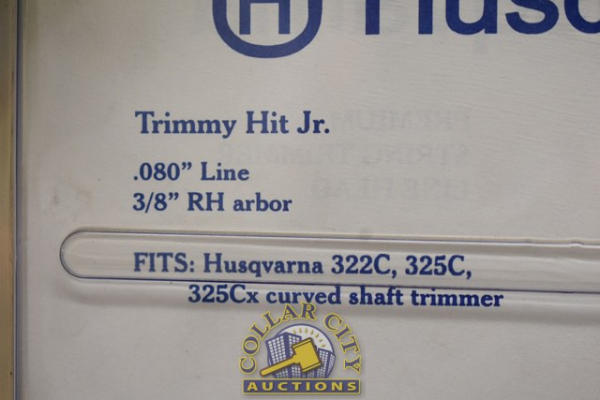 H Husq
Trimmy Hit Jr.
.080” Line
3/8” RH arbor
FITS: Husqvarna 322C, 325C,
325Cx curved shaft trimmer
COLLAR CITY
AUCTIONS